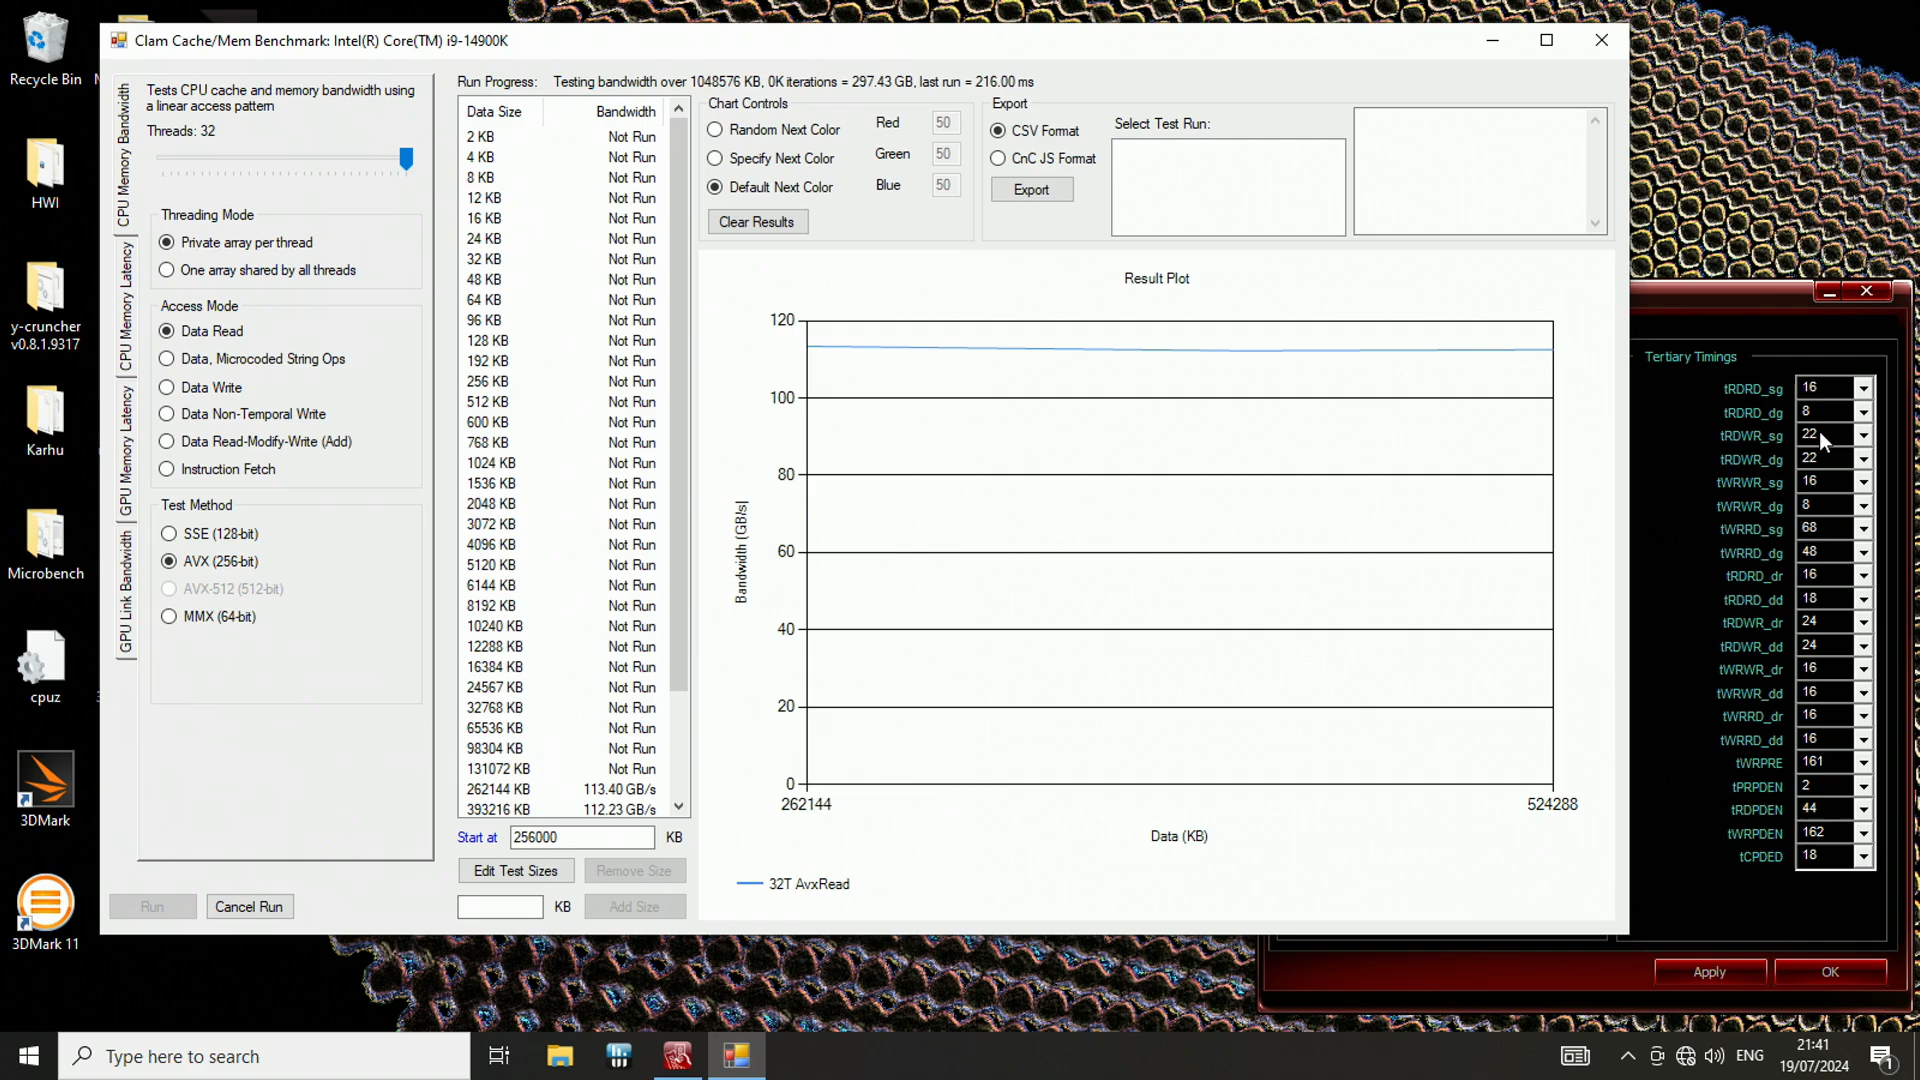 Recycle Bin
HWI
y-cruncher
v0.8.1.9317
Karhu
Microbench
cpuz
3DMark
3DMark 11
Clam Cache/Mem Benchmark: Intel(R) Core(TM) i9-14900K
CPU Memory Bandwidth
CPU Memory Latency
GPU Memory Latency
GPU Link Bandwidth
Tests CPU cache and memory bandwidth using
a linear access pattern
Threads: 32
Threading Mode
Private array per thread
One array shared by all threads
Access Mode
Data Read
Data, Microcoded String Ops
Data Write
Data Non-Temporal Write
Data Read-Modify-Write (Add)
Instruction Fetch
Test Method
SSE (128-bit)
AVX (256-bit)
AVX-512 (512-bit)
MMX (64-bit)
Run
Cancel Run
Run Progress: Testing bandwidth over 1048576 KB, 0K iterations = 297.43 GB, last run = 216.00 ms
Data Size Bandwidth
2 KB Not Run
4 KB Not Run
8 KB Not Run
12 KB Not Run
16 KB Not Run
24 KB Not Run
32 KB Not Run
48 KB Not Run
64 KB Not Run
96 KB Not Run
128 KB Not Run
192 KB Not Run
256 KB Not Run
512 KB Not Run
600 KB Not Run
768 KB Not Run
1024 KB Not Run
1536 KB Not Run
2048 KB Not Run
3072 KB Not Run
4096 KB Not Run
5120 KB Not Run
6144 KB Not Run
8192 KB Not Run
10240 KB Not Run
12288 KB Not Run
16384 KB Not Run
24567 KB Not Run
32768 KB Not Run
65536 KB Not Run
98304 KB Not Run
131072 KB Not Run
262144 KB 113.40 GB/s
393216 KB 112.23 GB/s
Start at 256000 KB
Edit Test Sizes Remove Size
KB Add Size
Chart Controls
Random Next Color Red 50
Specify Next Color Green 50
Default Next Color Blue 50
Clear Results
Export
CSV Format
CnC JS Format
Export
Select Test Run:
Result Plot
120
100
80
60
40
20
0
Bandwidth (GB/s)
262144 524288
Data (KB)
32T AvxRead
Tertiary Timings
tRDRD_sg 16
tRDRD_dg 8
tRDWR_sg 22
tRDWR_dg 22
tWRWR_sg 16
tWRWR_dg 8
tWRRD_sg 68
tWRRD_dg 48
tRDRD_dr 16
tRDRD_dd 18
tRDWR_dr 24
tRDWR_dd 24
tWRWR_dr 16
tWRWR_dd 16
tWRRD_dr 16
tWRRD_dd 16
tWRPRE 161
tPRPDEN 2
tRDPDEN 44
tWRPDEN 162
tCPDED 18
Apply OK
Type here to search
ENG
21:41
19/07/2024
1